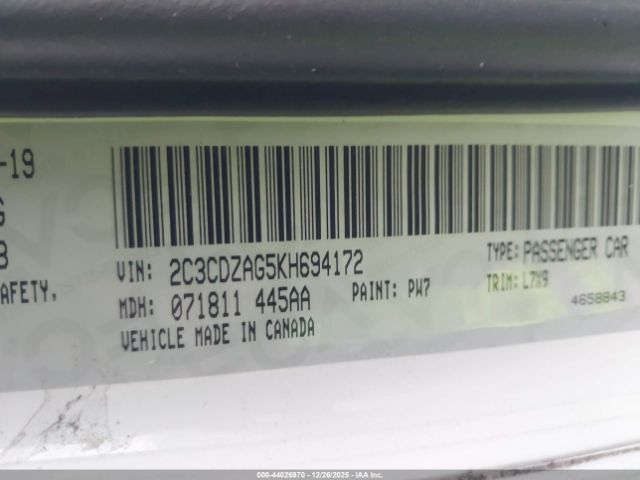 -19
G
B
AFETY,
VIN: 2C3CDZAG5KH694172
TYPE: PASSENGER CAR
MDH: 071811 445AA
PAINT: PW7
TRIM: L7X9
4658843
VEHICLE MADE IN CANADA
000-44026970 | 12/26/2025 - IAA Inc.